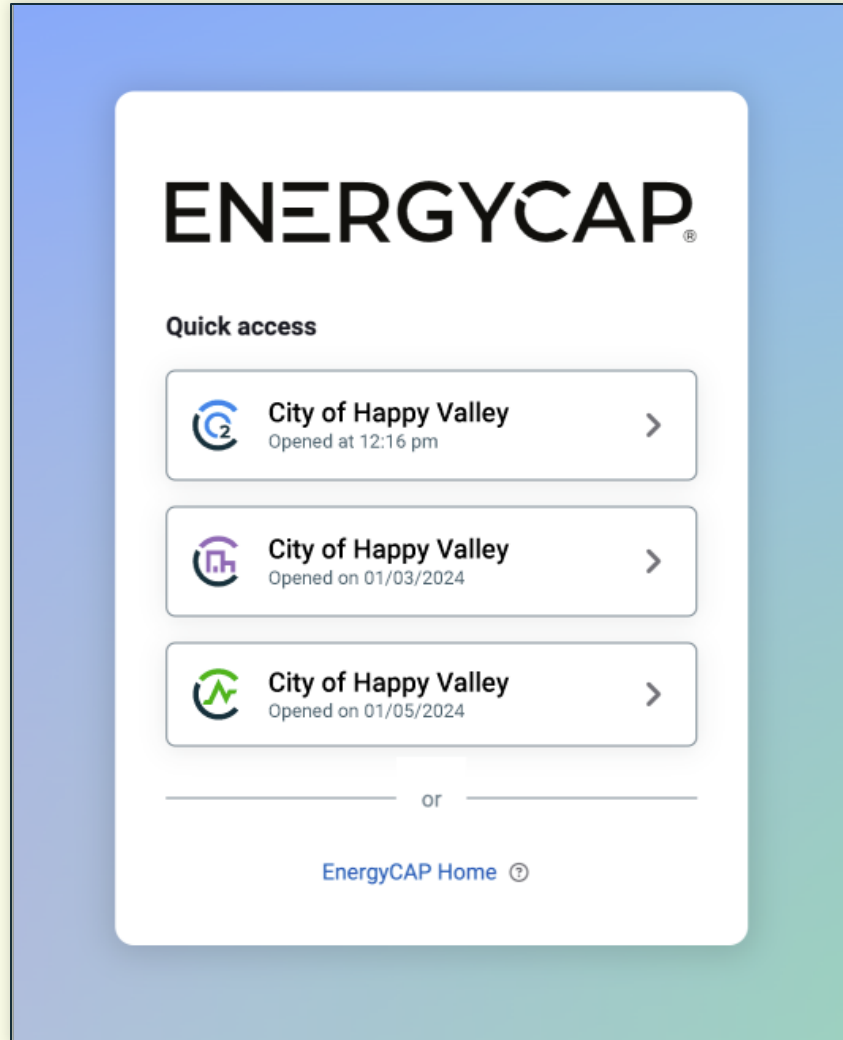 ENERGYCAP®
Quick access
City of Happy Valley
Opened at 12:16 pm
City of Happy Valley
Opened on 01/03/2024
City of Happy Valley
Opened on 01/05/2024
or
EnergyCAP Home ?